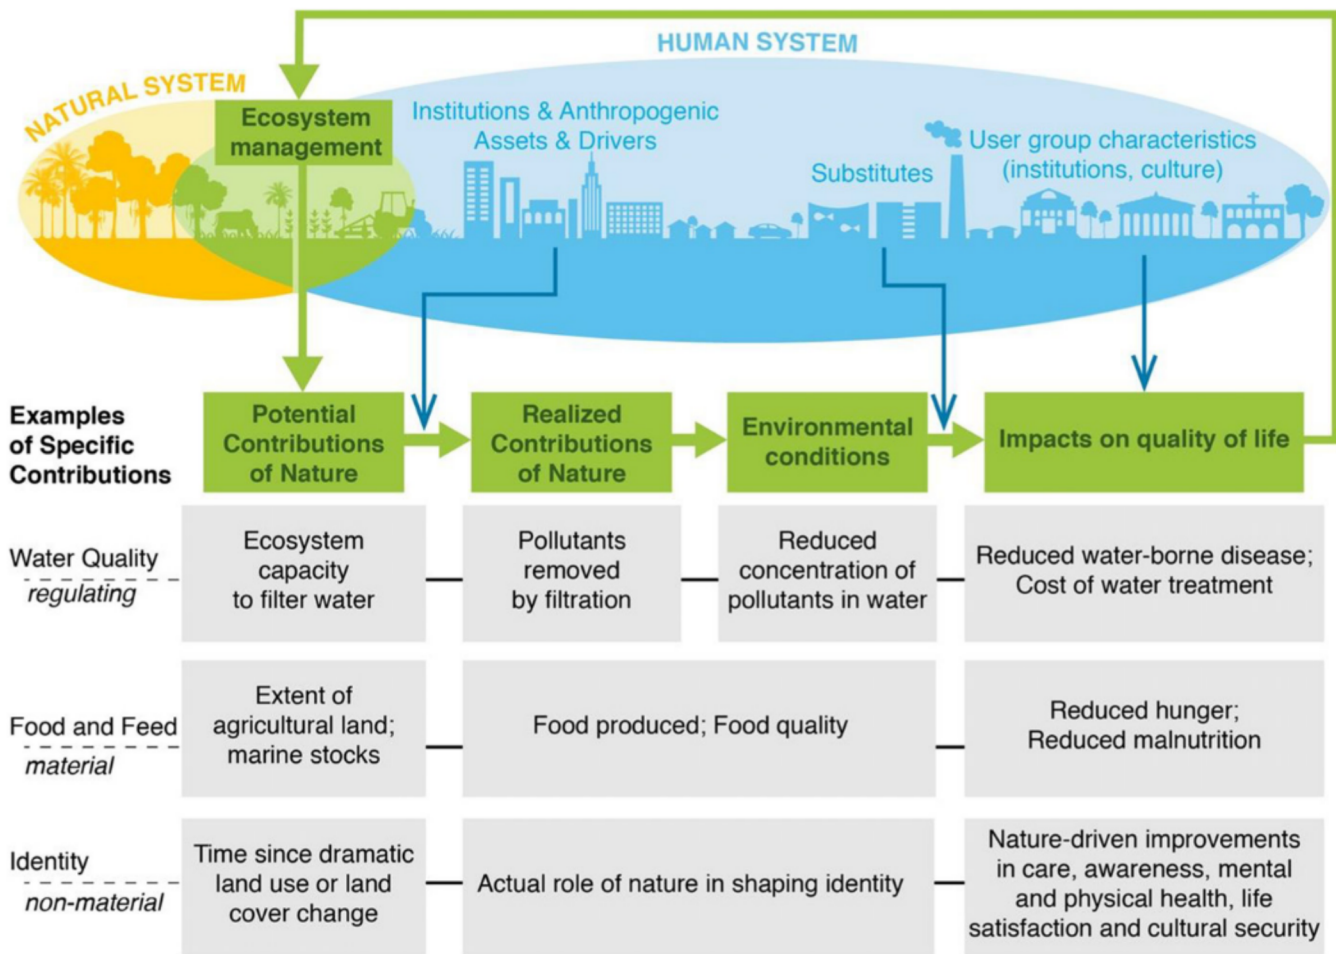 HUMAN SYSTEM
NATURAL SYSTEM
Ecosystem
management
Institutions & Anthropogenic
Assets & Drivers
Substitutes
User group characteristics
(institutions, culture)
Examples
of Specific
Contributions
Potential
Contributions
of Nature
Realized
Contributions
of Nature
Environmental
conditions
Impacts on quality of life
Water Quality
regulating
Ecosystem
capacity
to filter water
Pollutants
removed
by filtration
Reduced
concentration of
pollutants in water
Reduced water-borne disease;
Cost of water treatment
Food and Feed
material
Extent of
agricultural land;
marine stocks
Food produced; Food quality
Reduced hunger;
Reduced malnutrition
Identity
non-material
Time since dramatic
land use or land
cover change
Actual role of nature in shaping identity
Nature-driven improvements
in care, awareness, mental
and physical health, life
satisfaction and cultural security